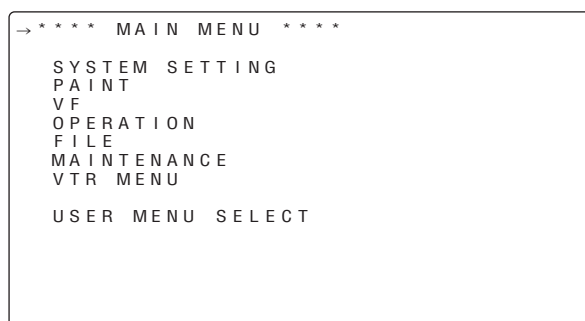 →**** MAIN MENU ****
SYSTEM SETTING
PAINT
VF
OPERATION
FILE
MAINTENANCE
VTR MENU
USER MENU SELECT